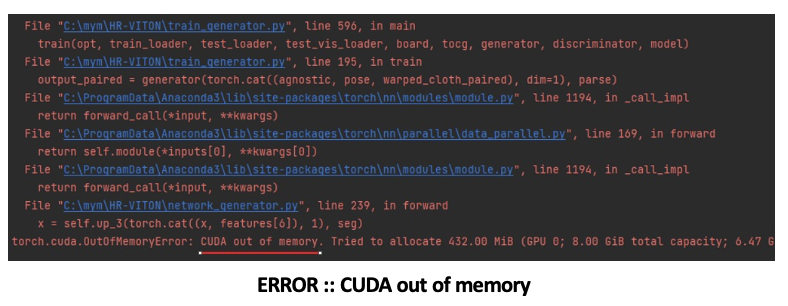 File "C:\mym\HR-VITON\train_generator.py", line 596, in main
train(opt, train_loader, test_loader, test_vis_loader, board, tocg, generator, discriminator, model)
File "C:\mym\HR-VITON\train_generator.py", line 195, in train
output_paired = generator(torch.cat((agnostic, pose, warped_cloth_paired), dim=1), parse)
File "C:\ProgramData\Anaconda3\lib\site-packages\torch\nn\modules\module.py", line 1194, in _call_impl
return forward_call(*input, **kwargs)
File "C:\ProgramData\Anaconda3\lib\site-packages\torch\nn\parallel\data_parallel.py", line 169, in forward
return self.module(*inputs[0], **kwargs[0])
File "C:\ProgramData\Anaconda3\lib\site-packages\torch\nn\modules\module.py", line 1194, in _call_impl
return forward_call(*input, **kwargs)
File "C:\mym\HR-VITON\network_generator.py", line 239, in forward
x = self.up_3(torch.cat((x, features[6]), 1), seg)
torch.cuda.OutOfMemoryError: CUDA out of memory. Tried to allocate 432.00 MiB (GPU 0; 8.00 GiB total capacity; 6.47 G
ERROR :: CUDA out of memory